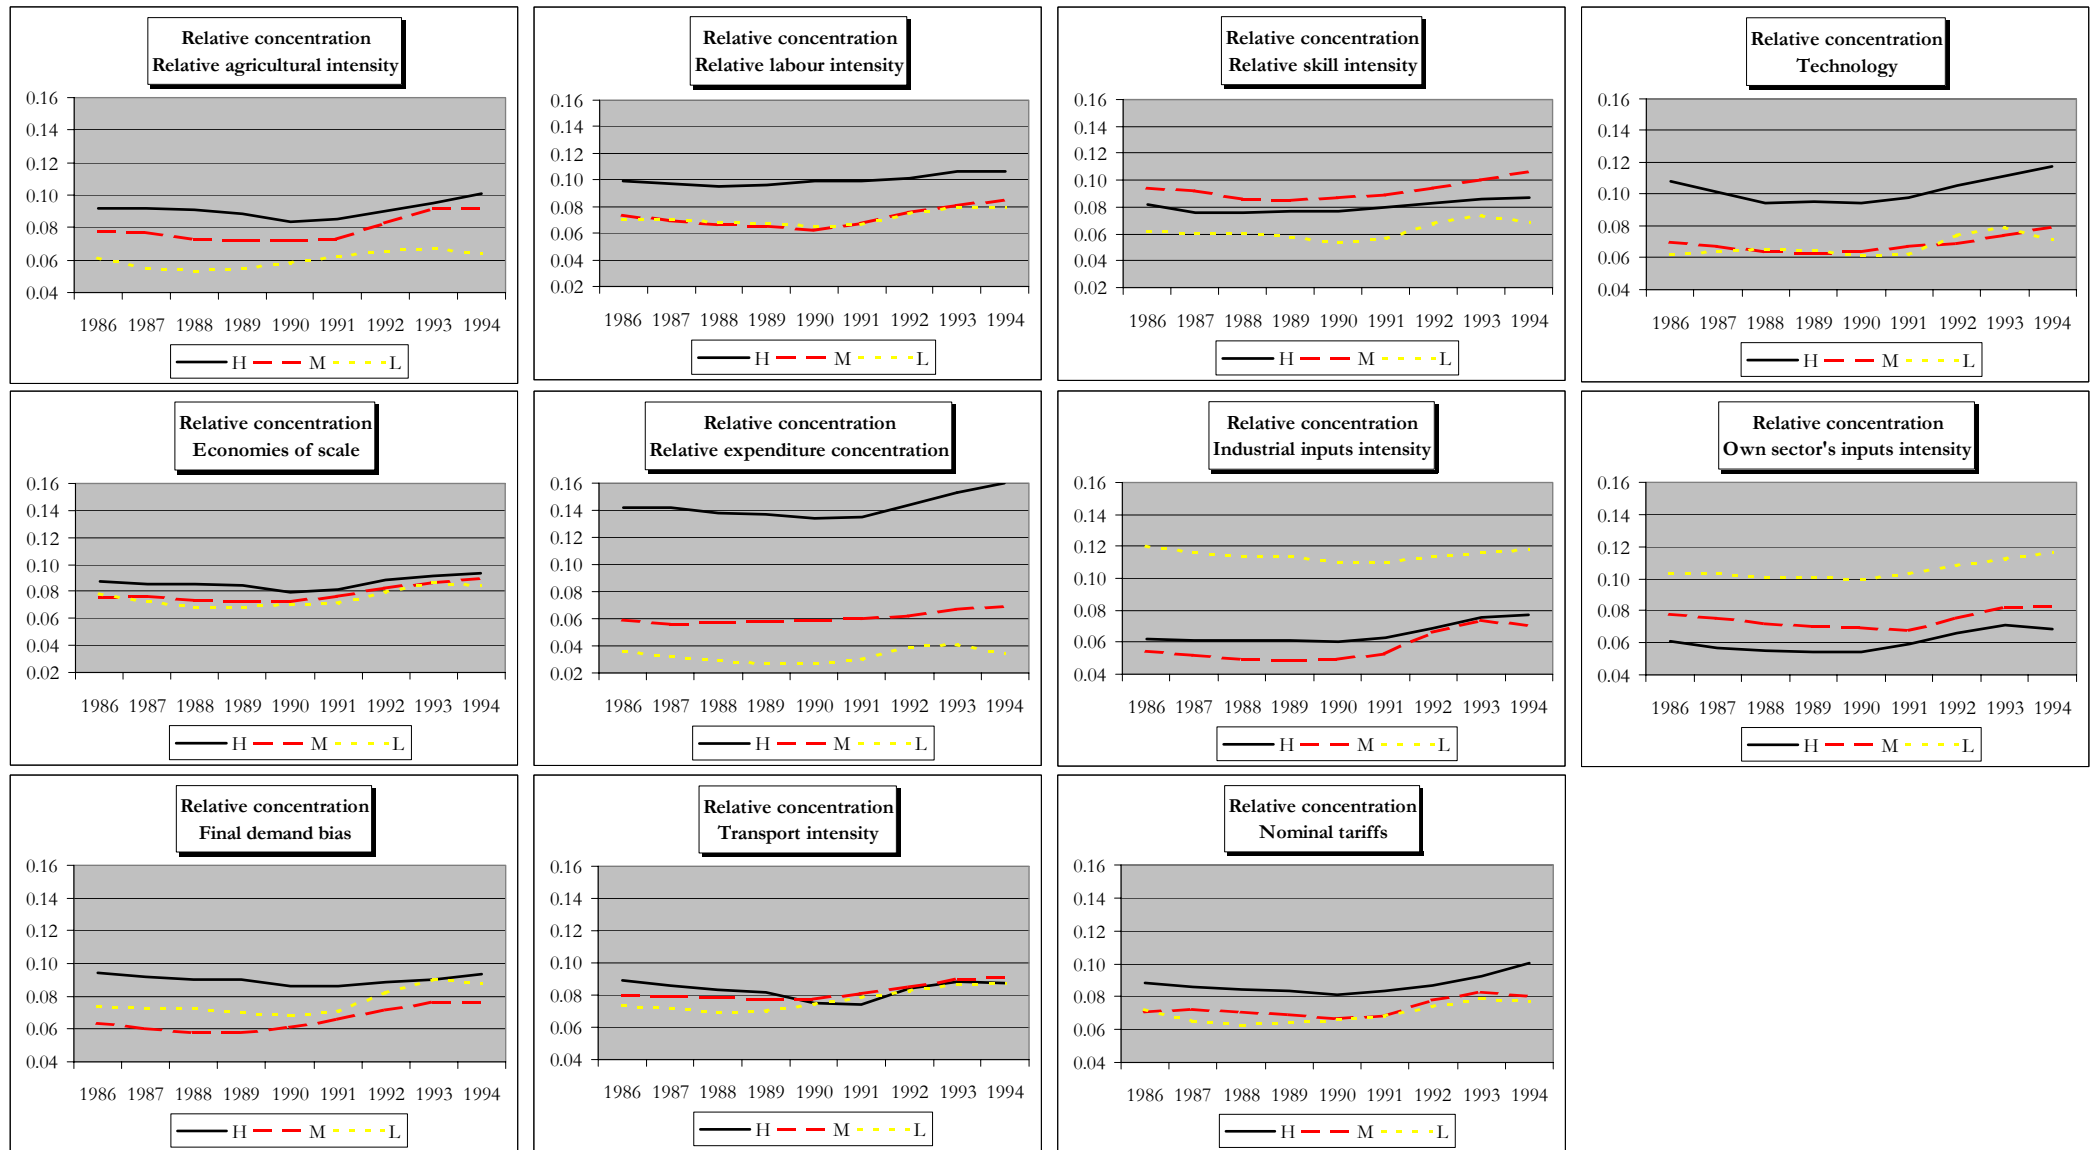 Relative concentration
Relative agricultural intensity
0.16
0.14
0.12
0.10
0.08
0.06
0.04
1986 1987 1988 1989 1990 1991 1992 1993 1994
H M L
Relative concentration
Relative labour intensity
0.16
0.14
0.12
0.10
0.08
0.06
0.04
0.02
1986 1987 1988 1989 1990 1991 1992 1993 1994
H M L
Relative concentration
Relative skill intensity
0.16
0.14
0.12
0.10
0.08
0.06
0.04
0.02
1986 1987 1988 1989 1990 1991 1992 1993 1994
H M L
Relative concentration
Technology
0.16
0.14
0.12
0.10
0.08
0.06
0.04
1986 1987 1988 1989 1990 1991 1992 1993 1994
H M L
Relative concentration
Economies of scale
0.16
0.14
0.12
0.10
0.08
0.06
0.04
0.02
1986 1987 1988 1989 1990 1991 1992 1993 1994
H M L
Relative concentration
Relative expenditure concentration
0.16
0.14
0.12
0.10
0.08
0.06
0.04
0.02
1986 1987 1988 1989 1990 1991 1992 1993 1994
H M L
Relative concentration
Industrial inputs intensity
0.16
0.14
0.12
0.10
0.08
0.06
0.04
1986 1987 1988 1989 1990 1991 1992 1993 1994
H M L
Relative concentration
Own sector's inputs intensity
0.16
0.14
0.12
0.10
0.08
0.06
0.04
1986 1987 1988 1989 1990 1991 1992 1993 1994
H M L
Relative concentration
Final demand bias
0.16
0.14
0.12
0.10
0.08
0.06
0.04
1986 1987 1988 1989 1990 1991 1992 1993 1994
H M L
Relative concentration
Transport intensity
0.16
0.14
0.12
0.10
0.08
0.06
0.04
1986 1987 1988 1989 1990 1991 1992 1993 1994
H M L
Relative concentration
Nominal tariffs
0.16
0.14
0.12
0.10
0.08
0.06
0.04
1986 1987 1988 1989 1990 1991 1992 1993 1994
H M L